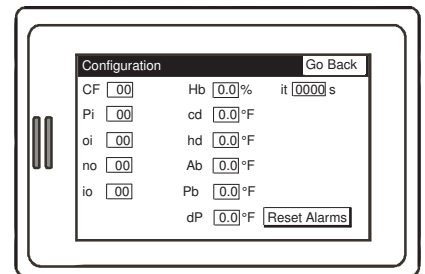 Configuration Go Back
CF 00 Hb 0.0 % it 0000 s
Pi 00 cd 0.0 °F
oi 00 hd 0.0 °F
no 00 Ab 0.0 °F
io 00 Pb 0.0 °F
dP 0.0 °F Reset Alarms